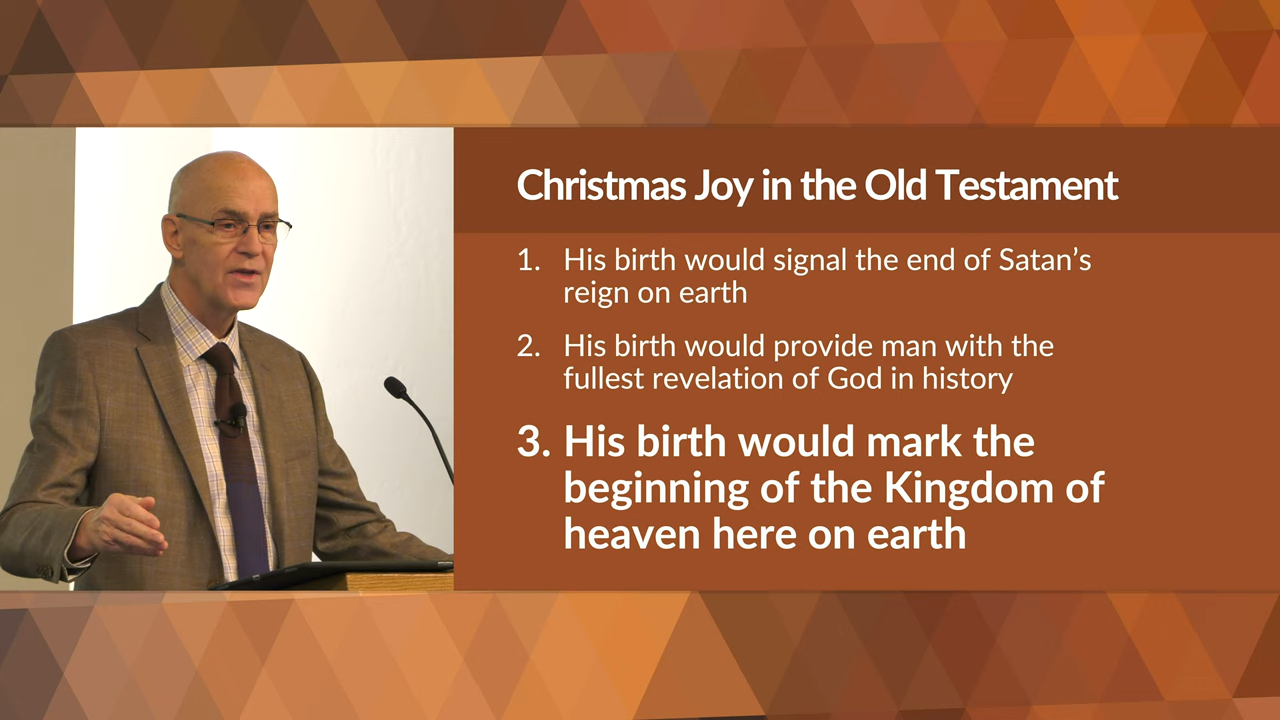 Christmas Joy in the Old Testament
1. His birth would signal the end of Satan’s
reign on earth
2. His birth would provide man with the
fullest revelation of God in history
3. His birth would mark the
beginning of the Kingdom of
heaven here on earth